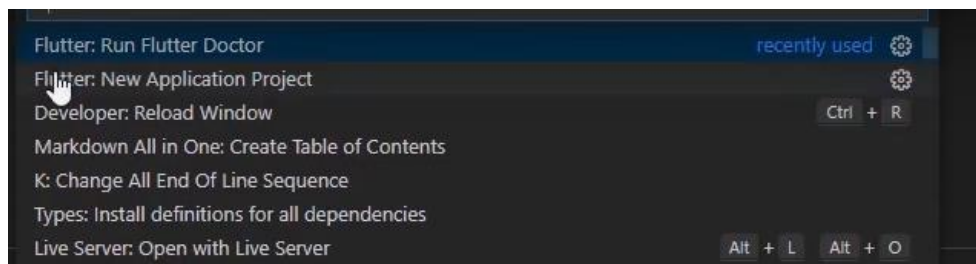 Flutter: Run Flutter Doctor recently used
Flutter: New Application Project
Developer: Reload Window Ctrl + R
Markdown All in One: Create Table of Contents
K: Change All End Of Line Sequence
Types: Install definitions for all dependencies
Live Server: Open with Live Server Alt + L Alt + O